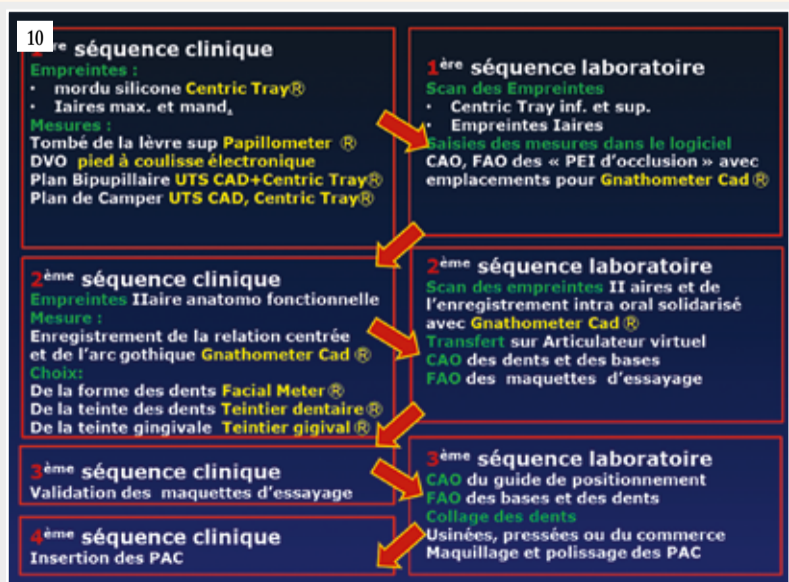 10
1ère séquence clinique
Empreintes :
• mordu silicone Centric Tray®
• Iaires max. et mand.
Mesures :
Tombé de la lèvre sup Papillometer ®
DVO pied à coulisse électronique
Plan Bipupillaire UTS CAD+Centric Tray®
Plan de Camper UTS CAD, Centric Tray®
1ère séquence laboratoire
Scan des Empreintes
• Centric Tray inf. et sup.
• Empreintes Iaires
Saisies des mesures dans le logiciel
CAO, FAO des « PEI d’occlusion » avec
emplacements pour Gnathometer Cad ®
2ème séquence clinique
Empreintes IIaire anatomo fonctionnelle
Mesure :
Enregistrement de la relation centrée
et de l’arc gothique Gnathometer Cad ®
Choix:
De la forme des dents Facial Meter ®
De la teinte des dents Teintier dentaire ®
De la teinte gingivale Teintier gigival ®
2ème séquence laboratoire
Scan des empreintes II aires et de
l’enregistrement intra oral solidarisé
avec Gnathometer Cad ®
Transfert sur Articulateur virtuel
CAO des dents et des bases
FAO des maquettes d’essayage
3ème séquence clinique
Validation des maquettes d’essayage
3ème séquence laboratoire
CAO du guide de positionnement
FAO des bases et des dents
Collage des dents
Usinées, pressées ou du commerce
Maquillage et polissage des PAC
4ème séquence clinique
Insertion des PAC